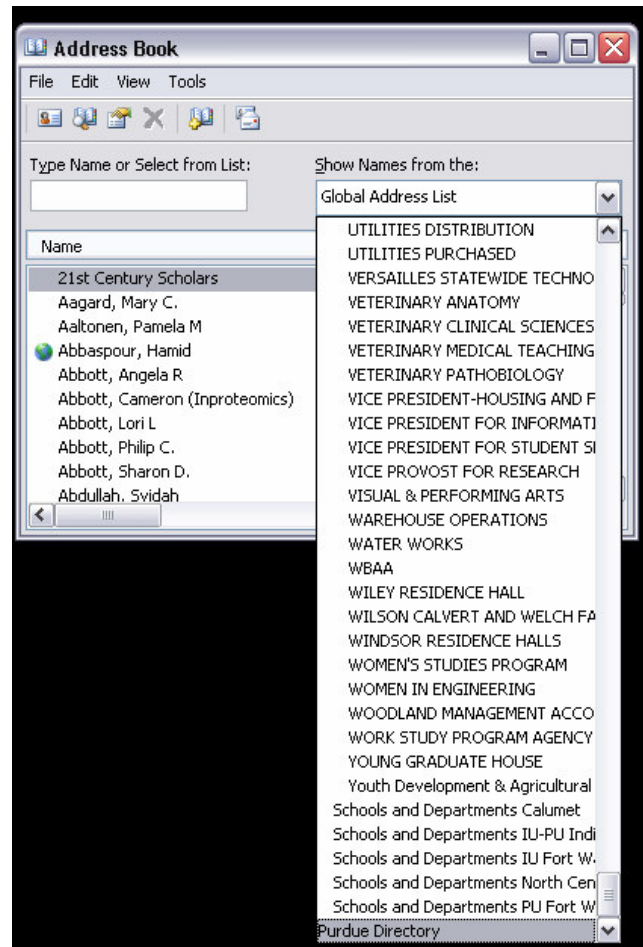 Address Book
File Edit View Tools
Type Name or Select from List:
Show Names from the:
Global Address List
Name
21st Century Scholars
Aagard, Mary C.
Aaltonen, Pamela M
Abbaspour, Hamid
Abbott, Angela R
Abbott, Cameron (Inproteomics)
Abbott, Lori L
Abbott, Philip C.
Abbott, Sharon D.
Abdullah, Syidah
UTILITIES DISTRIBUTION
UTILITIES PURCHASED
VERSAILLES STATEWIDE TECHNO
VETERINARY ANATOMY
VETERINARY CLINICAL SCIENCES
VETERINARY MEDICAL TEACHING
VETERINARY PATHOBIOLOGY
VICE PRESIDENT-HOUSING AND F
VICE PRESIDENT FOR INFORMATI
VICE PRESIDENT FOR STUDENT SI
VICE PROVOST FOR RESEARCH
VISUAL & PERFORMING ARTS
WAREHOUSE OPERATIONS
WATER WORKS
WBAA
WILEY RESIDENCE HALL
WILSON CALVERT AND WELCH FA
WINDSOR RESIDENCE HALLS
WOMEN'S STUDIES PROGRAM
WOMEN IN ENGINEERING
WOODLAND MANAGEMENT ACCO
WORK STUDY PROGRAM AGENCY
YOUNG GRADUATE HOUSE
Youth Development & Agricultural
Schools and Departments Calumet
Schools and Departments IU-PU Indi
Schools and Departments IU Fort W
Schools and Departments North Cen
Schools and Departments PU Fort W
Purdue Directory